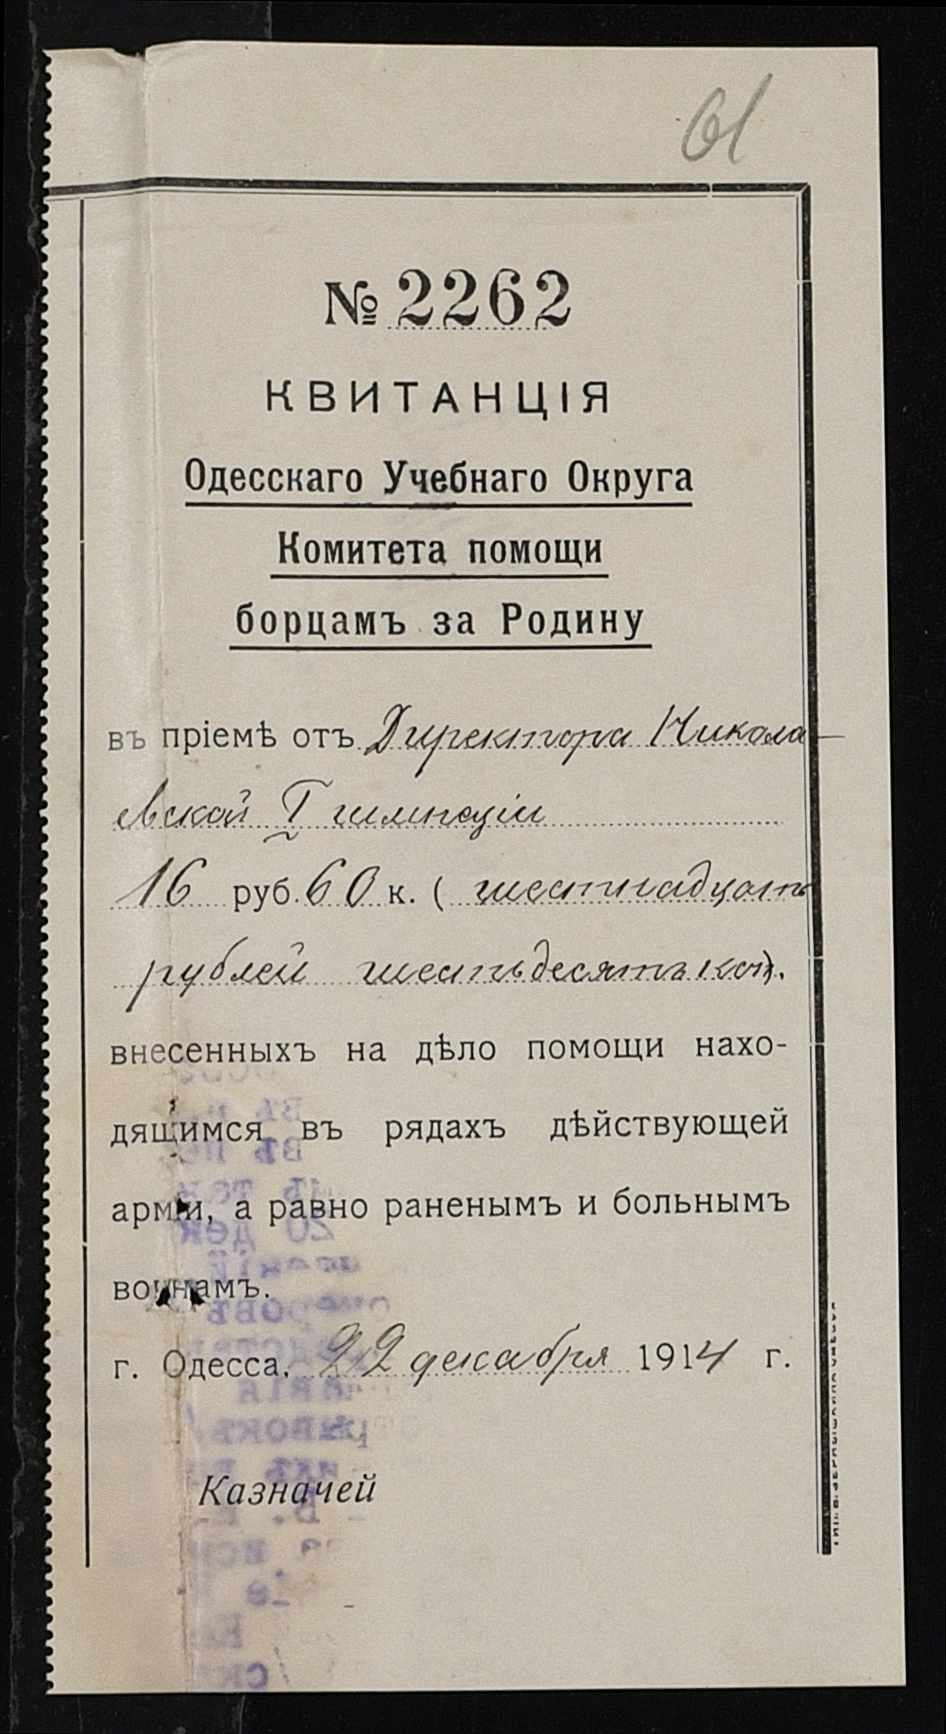 61
№ 2262
КВИТАНЦІЯ
Одесскаго Учебнаго Округа
Комитета помощи
борцамъ за Родину
въ пріемѣ отъ Директора Никола
евской Гимназіи
16 руб. 60 к. ( шестнадцать
рублей шестьдесятъ коп).
внесенныхъ на дѣло помощи нахо-
дящимся въ рядахъ дѣйствующей
арміи, а равно раненымъ и больнымъ
воинамъ.
г. Одесса, 22 декабря 1914 г.
Казначей